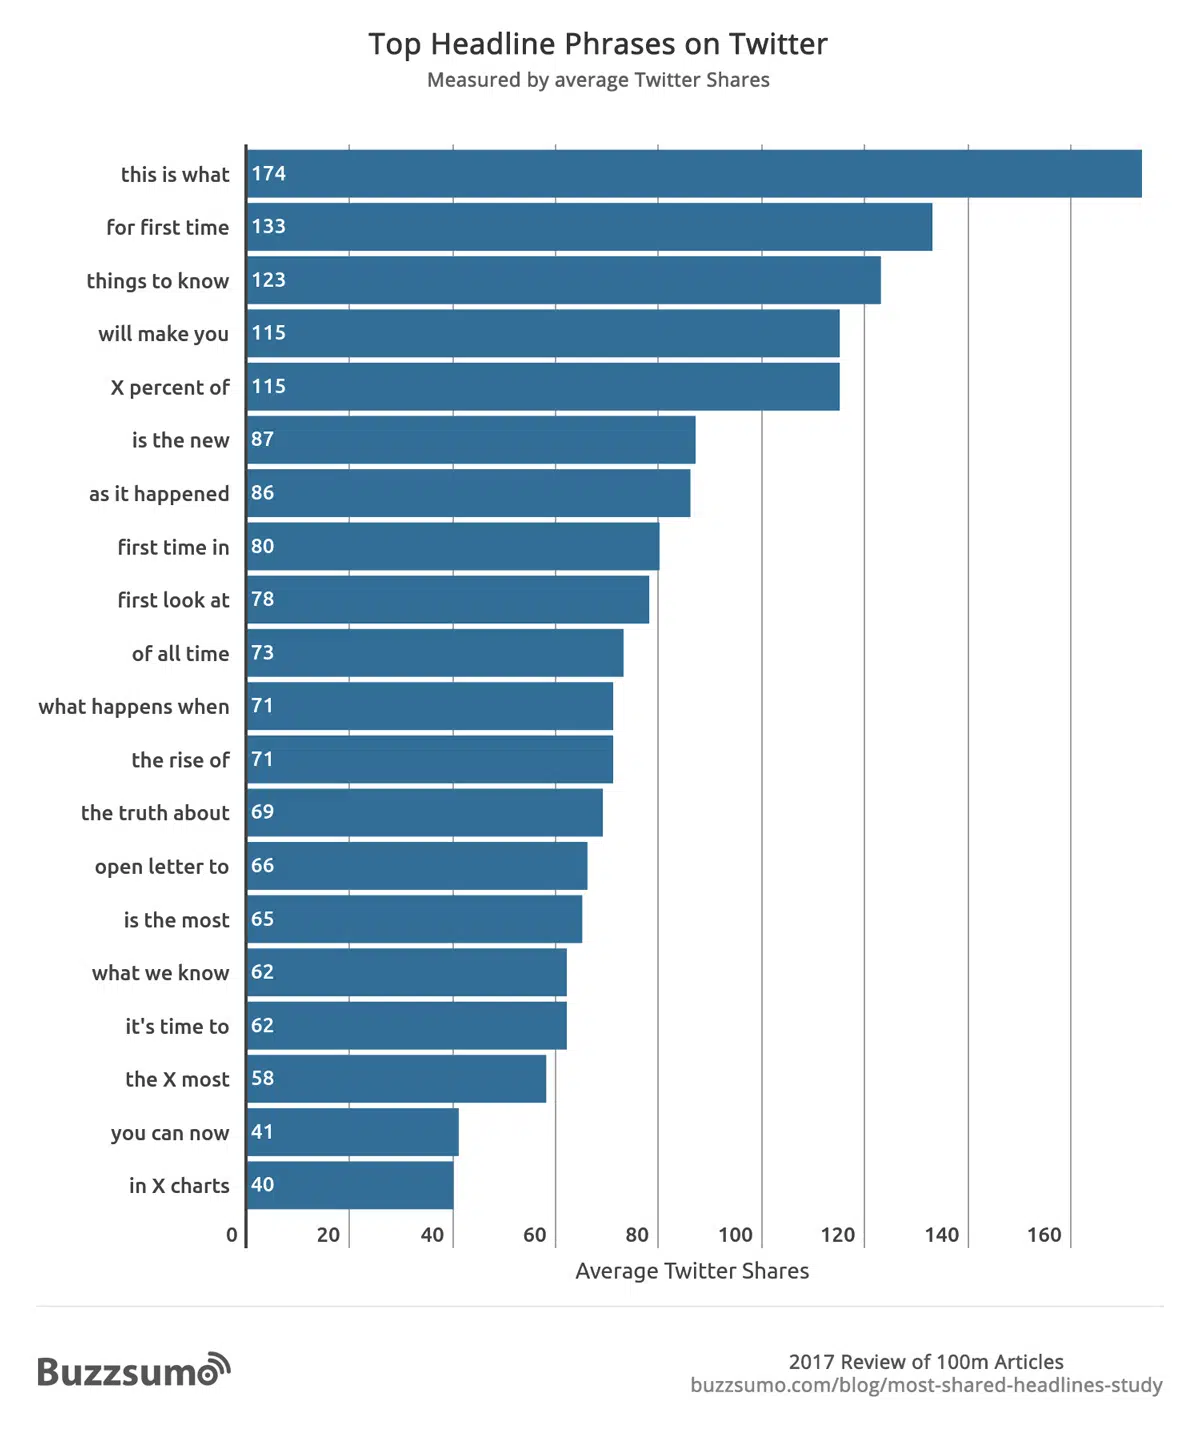 Top Headline Phrases on Twitter
Measured by average Twitter Shares
this is what 174
for first time 133
things to know 123
will make you 115
X percent of 115
is the new 87
as it happened 86
first time in 80
first look at 78
of all time 73
what happens when 71
the rise of 71
the truth about 69
open letter to 66
is the most 65
what we know 62
it's time to 62
the X most 58
you can now 41
in X charts 40
0 20 40 60 80 100 120 140 160
Average Twitter Shares
Buzzsumo
2017 Review of 100m Articles
buzzsumo.com/blog/most-shared-headlines-study